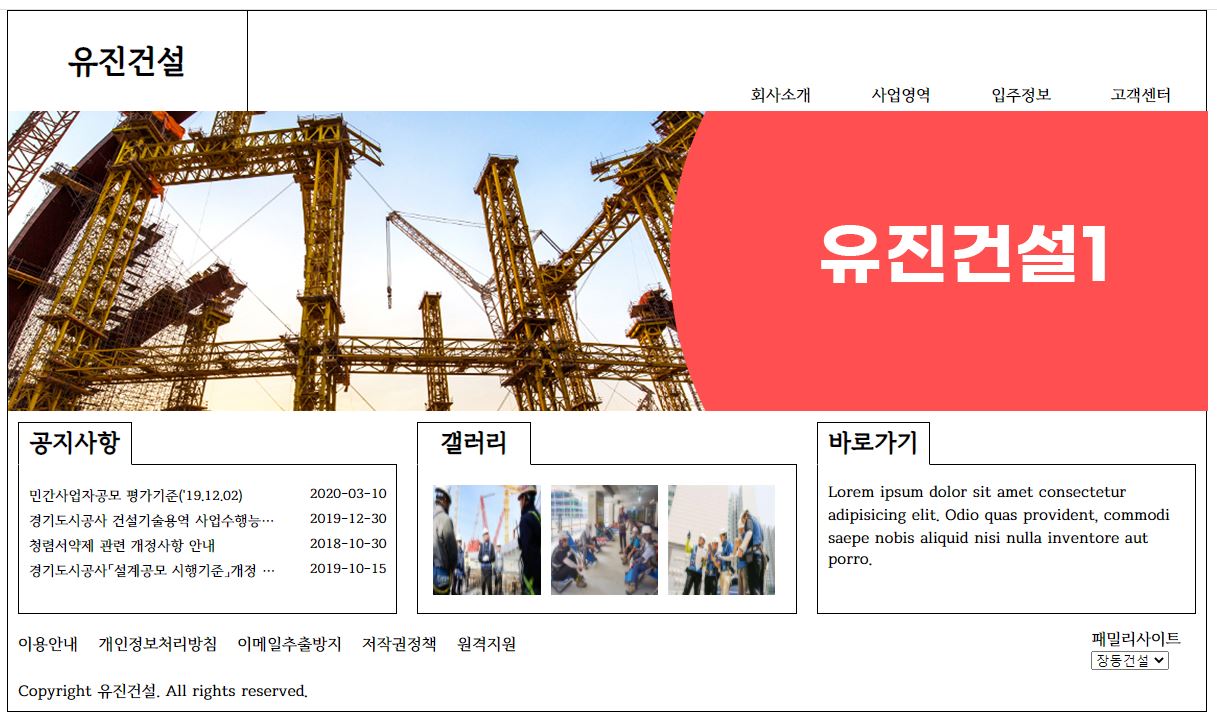 유진건설
회사소개 사업영역 입주정보 고객센터
유진건설1
공지사항
민간사업자공모 평가기준('19.12.02) 2020-03-10
경기도시공사 건설기술용역 사업수행능… 2019-12-30
청렴서약제 관련 개정사항 안내 2018-10-30
경기도시공사「설계공모 시행기준」개정 … 2019-10-15
갤러리
바로가기
Lorem ipsum dolor sit amet consectetur
adipisicing elit. Odio quas provident, commodi
saepe nobis aliquid nisi nulla inventore aut
porro.
이용안내 개인정보처리방침 이메일추출방지 저작권정책 원격지원
패밀리사이트
장동건설
Copyright 유진건설. All rights reserved.